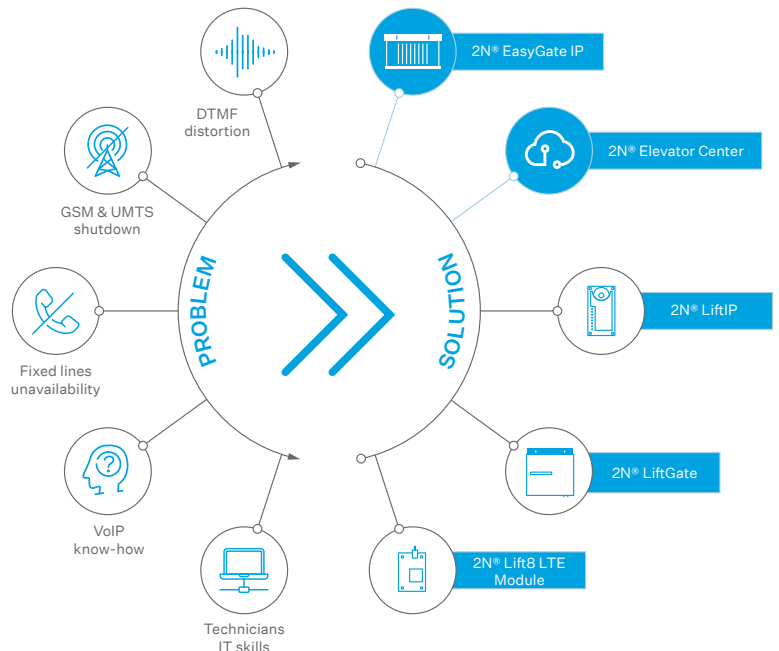 DTMF
distortion
GSM & UMTS
shutdown
Fixed lines
unavailability
VoIP
know-how
Technicians
IT skills
PROBLEM
SOLUTION
2N® EasyGate IP
2N® Elevator Center
2N® LiftIP
2N® LiftGate
2N® Lift8 LTE
Module